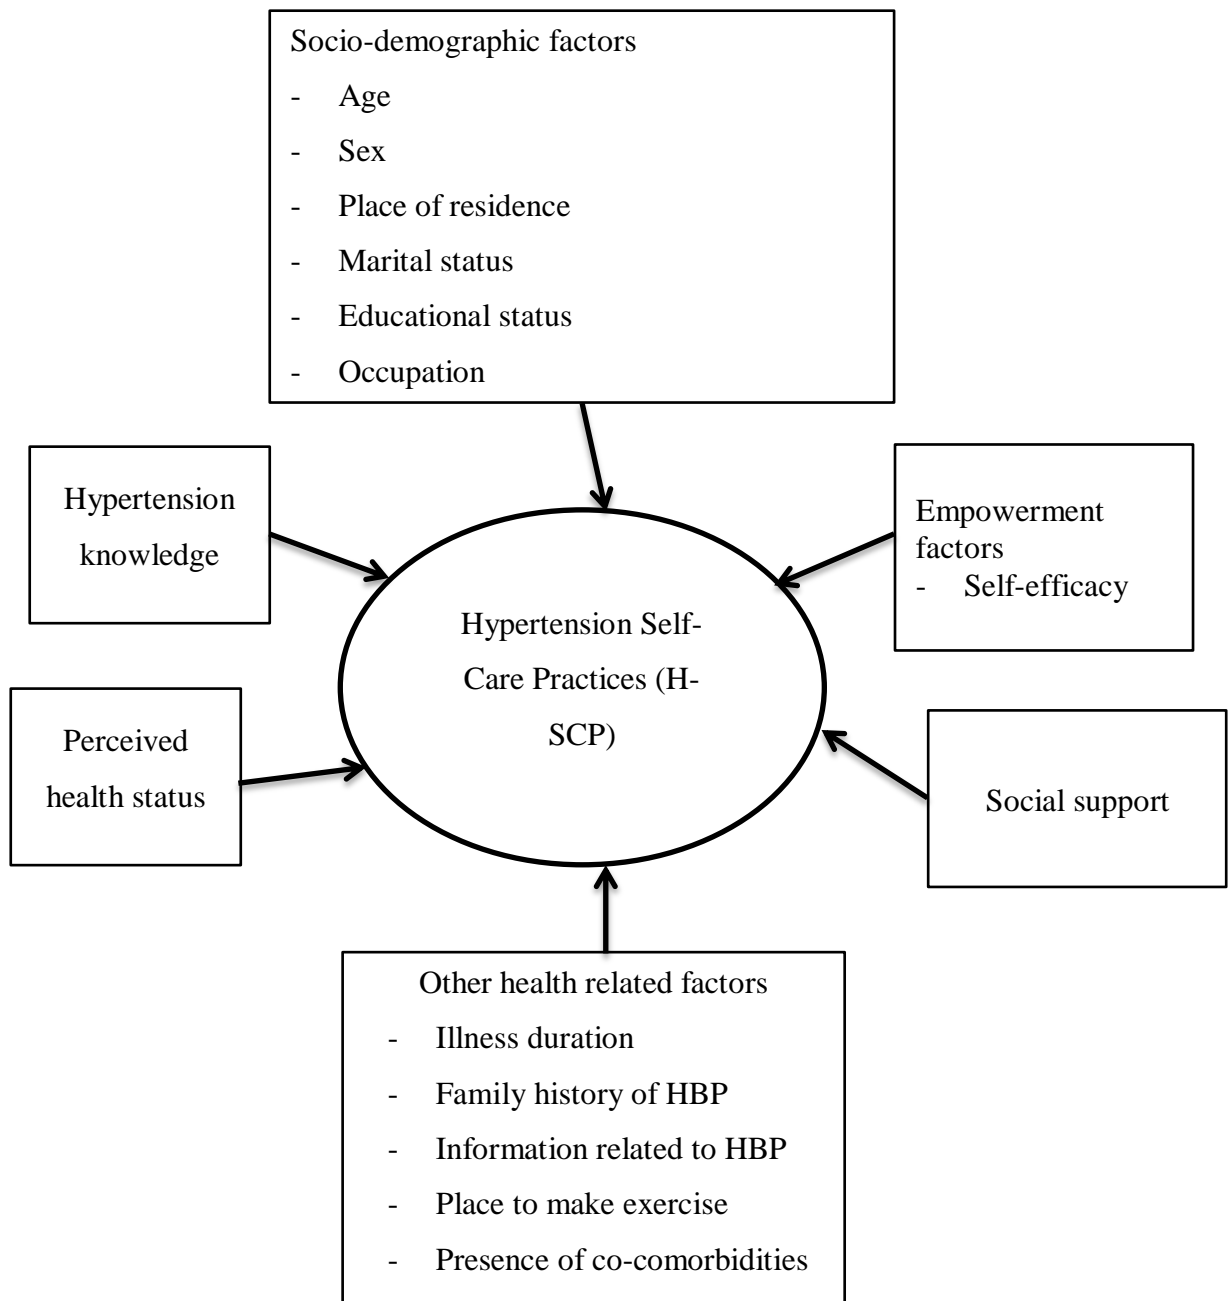 Socio-demographic factors
- Age
- Sex
- Place of residence
- Marital status
- Educational status
- Occupation
Hypertension
knowledge
Empowerment
factors
- Self-efficacy
Hypertension Self-
Care Practices (H-
SCP)
Perceived
health status
Social support
Other health related factors
- Illness duration
- Family history of HBP
- Information related to HBP
- Place to make exercise
- Presence of co-comorbidities